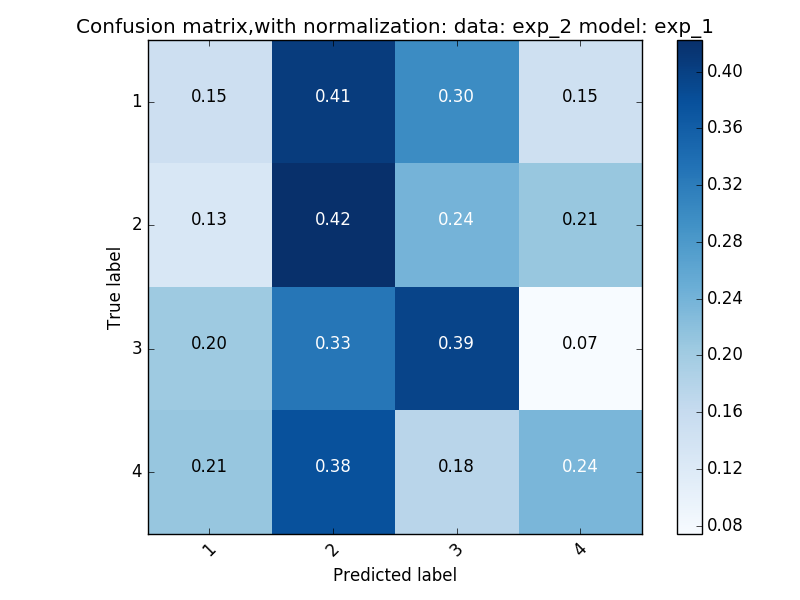 Confusion matrix,with normalization: data: exp_2 model: exp_1
1 0.15 0.41 0.30 0.15
2 0.13 0.42 0.24 0.21
3 0.20 0.33 0.39 0.07
4 0.21 0.38 0.18 0.24
1 2 3 4
True label
Predicted label
0.40
0.36
0.32
0.28
0.24
0.20
0.16
0.12
0.08